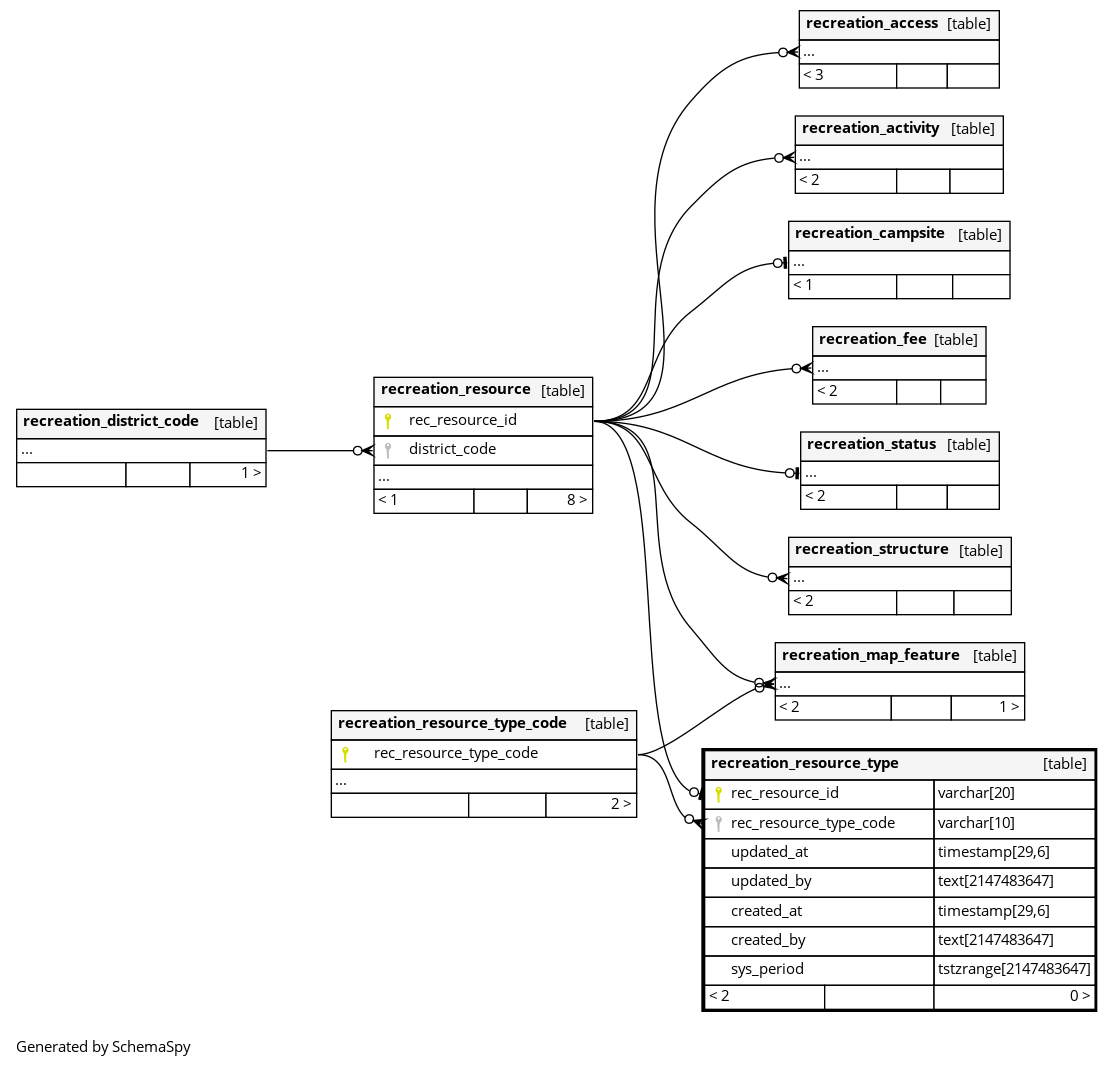 recreation_access [table]
...
< 3
recreation_activity [table]
...
< 2
recreation_campsite [table]
...
< 1
recreation_fee [table]
...
< 2
recreation_resource [table]
rec_resource_id
district_code
...
< 1 8 >
recreation_district_code [table]
...
1 >
recreation_status [table]
...
< 2
recreation_structure [table]
...
< 2
recreation_map_feature [table]
...
< 2 1 >
recreation_resource_type_code [table]
rec_resource_type_code
...
2 >
recreation_resource_type [table]
rec_resource_id varchar[20]
rec_resource_type_code varchar[10]
updated_at timestamp[29,6]
updated_by text[2147483647]
created_at timestamp[29,6]
created_by text[2147483647]
sys_period tstzrange[2147483647]
< 2 0 >
Generated by SchemaSpy